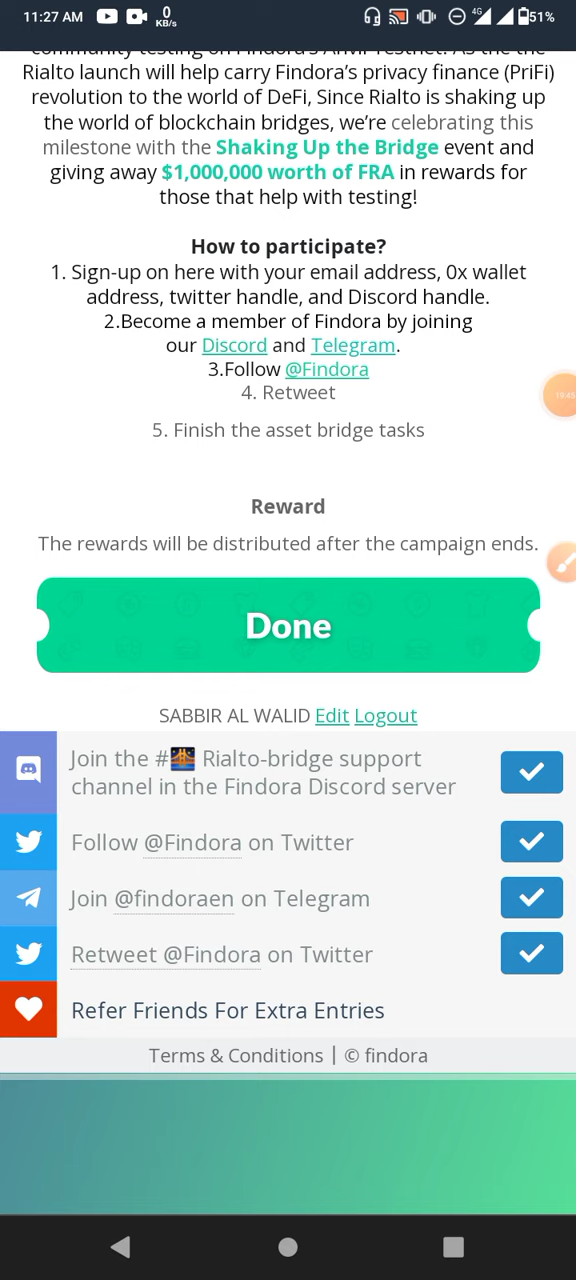 11:27 AM 0 KB/s 4G 51%
Rialto launch will help carry Findora's privacy finance (PriFi)
revolution to the world of DeFi, Since Rialto is shaking up
the world of blockchain bridges, we're celebrating this
milestone with the Shaking Up the Bridge event and
giving away $1,000,000 worth of FRA in rewards for
those that help with testing!
How to participate?
1. Sign-up on here with your email address, 0x wallet
address, twitter handle, and Discord handle.
2.Become a member of Findora by joining
our Discord and Telegram.
3.Follow @Findora
4. Retweet
19:45
5. Finish the asset bridge tasks
Reward
The rewards will be distributed after the campaign ends.
Done
SABBIR AL WALID Edit Logout
Join the #🌉 Rialto-bridge support
channel in the Findora Discord server
Follow @Findora on Twitter
Join @findoraen on Telegram
Retweet @Findora on Twitter
Refer Friends For Extra Entries
Terms & Conditions | © findora